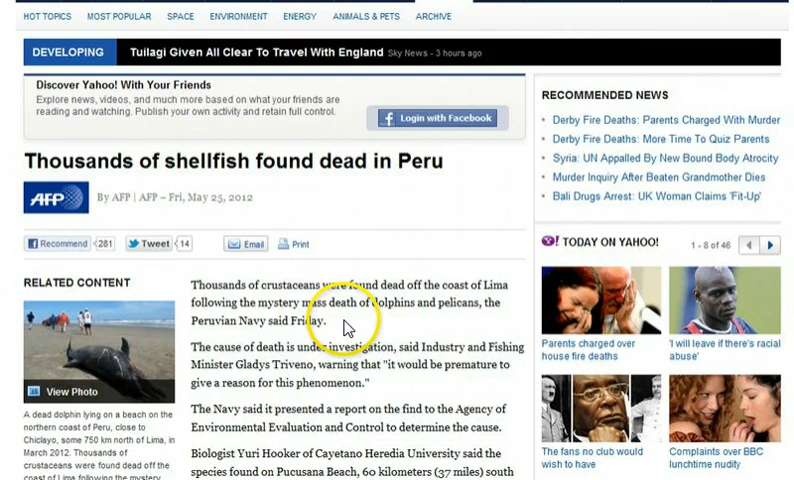 HOT TOPICS MOST POPULAR SPACE ENVIRONMENT ENERGY ANIMALS & PETS ARCHIVE
DEVELOPING Tuilagi Given All Clear To Travel With England Sky News - 3 hours ago
Discover Yahoo! With Your Friends
Explore news, videos, and much more based on what your friends are
reading and watching. Publish your own activity and retain full control.
Login with Facebook
Thousands of shellfish found dead in Peru
AFP By AFP | AFP – Fri, May 25, 2012
Recommend 281 Tweet 14 Email Print
RELATED CONTENT
View Photo
A dead dolphin lying on a beach on the
northern coast of Peru, close to
Chiclayo, some 750 km north of Lima, in
March 2012. Thousands of
crustaceans were found dead off the
coast of Lima following the mystery
Thousands of crustaceans were found dead off the coast of Lima
following the mystery mass death of dolphins and pelicans, the
Peruvian Navy said Friday.
The cause of death is under investigation, said Industry and Fishing
Minister Gladys Triveno, warning that "it would be premature to
give a reason for this phenomenon."
The Navy said it presented a report on the find to the Agency of
Environmental Evaluation and Control to determine the cause.
Biologist Yuri Hooker of Cayetano Heredia University said the
species found on Pucusana Beach, 60 kilometers (37 miles) south
RECOMMENDED NEWS
Derby Fire Deaths: Parents Charged With Murder
Derby Fire Deaths: More Time To Quiz Parents
Syria: UN Appalled By New Bound Body Atrocity
Murder Inquiry After Beaten Grandmother Dies
Bali Drugs Arrest: UK Woman Claims 'Fit-Up'
Y! TODAY ON YAHOO! 1 - 8 of 46
Parents charged over
house fire deaths
'I will leave if there's racial
abuse'
The fans no club would
wish to have
Complaints over BBC
lunchtime nudity